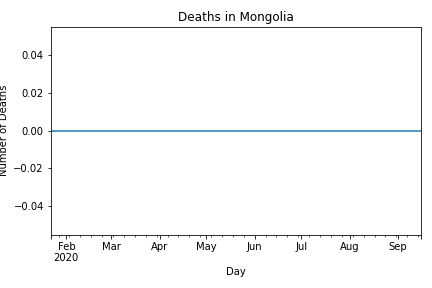 Deaths in Mongolia
0.04
0.02
0.00
−0.02
−0.04
Number of Deaths
Feb Mar Apr May Jun Jul Aug Sep
2020
Day